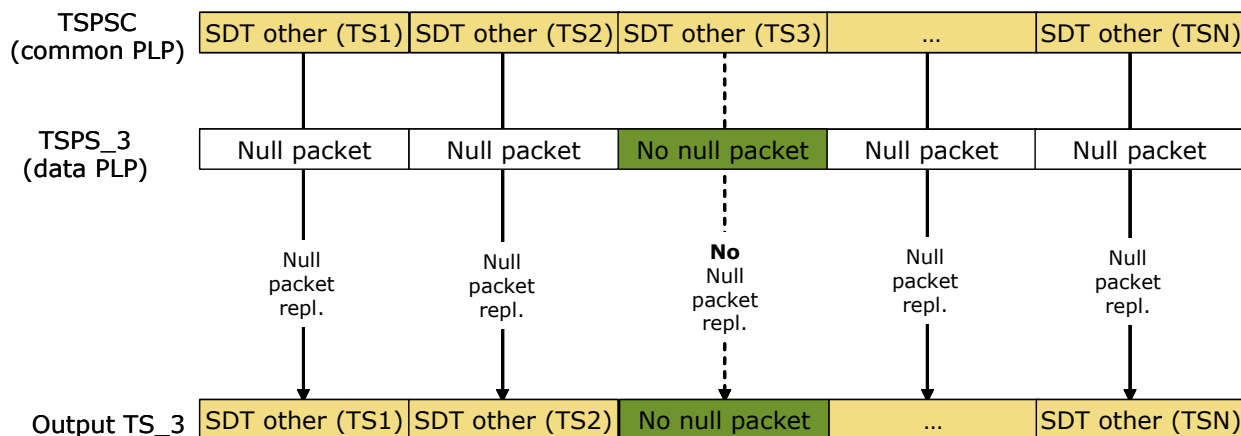 TSPSC
(common PLP)
SDT other (TS1) SDT other (TS2) SDT other (TS3) ... SDT other (TSN)
TSPS_3
(data PLP)
Null packet Null packet No null packet Null packet Null packet
Null
packet
repl.
Null
packet
repl.
No
Null
packet
repl.
Null
packet
repl.
Null
packet
repl.
Output TS_3
SDT other (TS1) SDT other (TS2) No null packet ... SDT other (TSN)